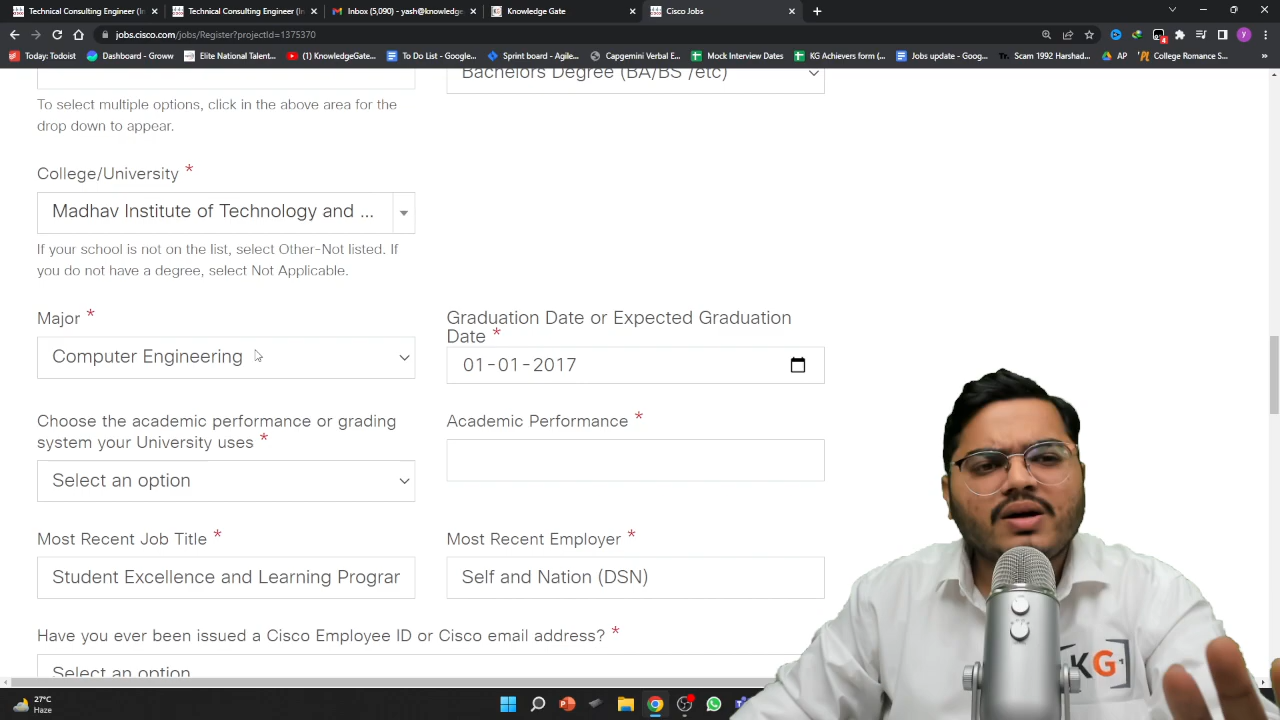 Technical Consulting Engineer (I
Technical Consulting Engineer (I
Inbox (5,090) - yash@knowledge
Knowledge Gate
Cisco Jobs
jobs.cisco.com/jobs/Register?projectId=1375370
Today: Todoist
Dashboard - Groww
Elite National Talen...
(1) KnowledgeGate...
To Do List - Googl...
Sprint board - Agile...
Capgemini Verbal E...
Mock Interview Dates
KG Achievers form (...
Jobs update - Goog...
Scam 1992 Harshad...
AP
College Romance S...
Bachelors Degree (BA/BS /etc)
To select multiple options, click in the above area for the
drop down to appear.
College/University *
Madhav Institute of Technology and ...
If your school is not on the list, select Other-Not listed. If
you do not have a degree, select Not Applicable.
Major *
Computer Engineering
Graduation Date or Expected Graduation
Date *
01-01-2017
Choose the academic performance or grading
system your University uses *
Select an option
Academic Performance *
Most Recent Job Title *
Student Excellence and Learning Prograr
Most Recent Employer *
Self and Nation (DSN)
Have you ever been issued a Cisco Employee ID or Cisco email address? *
Select an option
KG
27°C
Haze